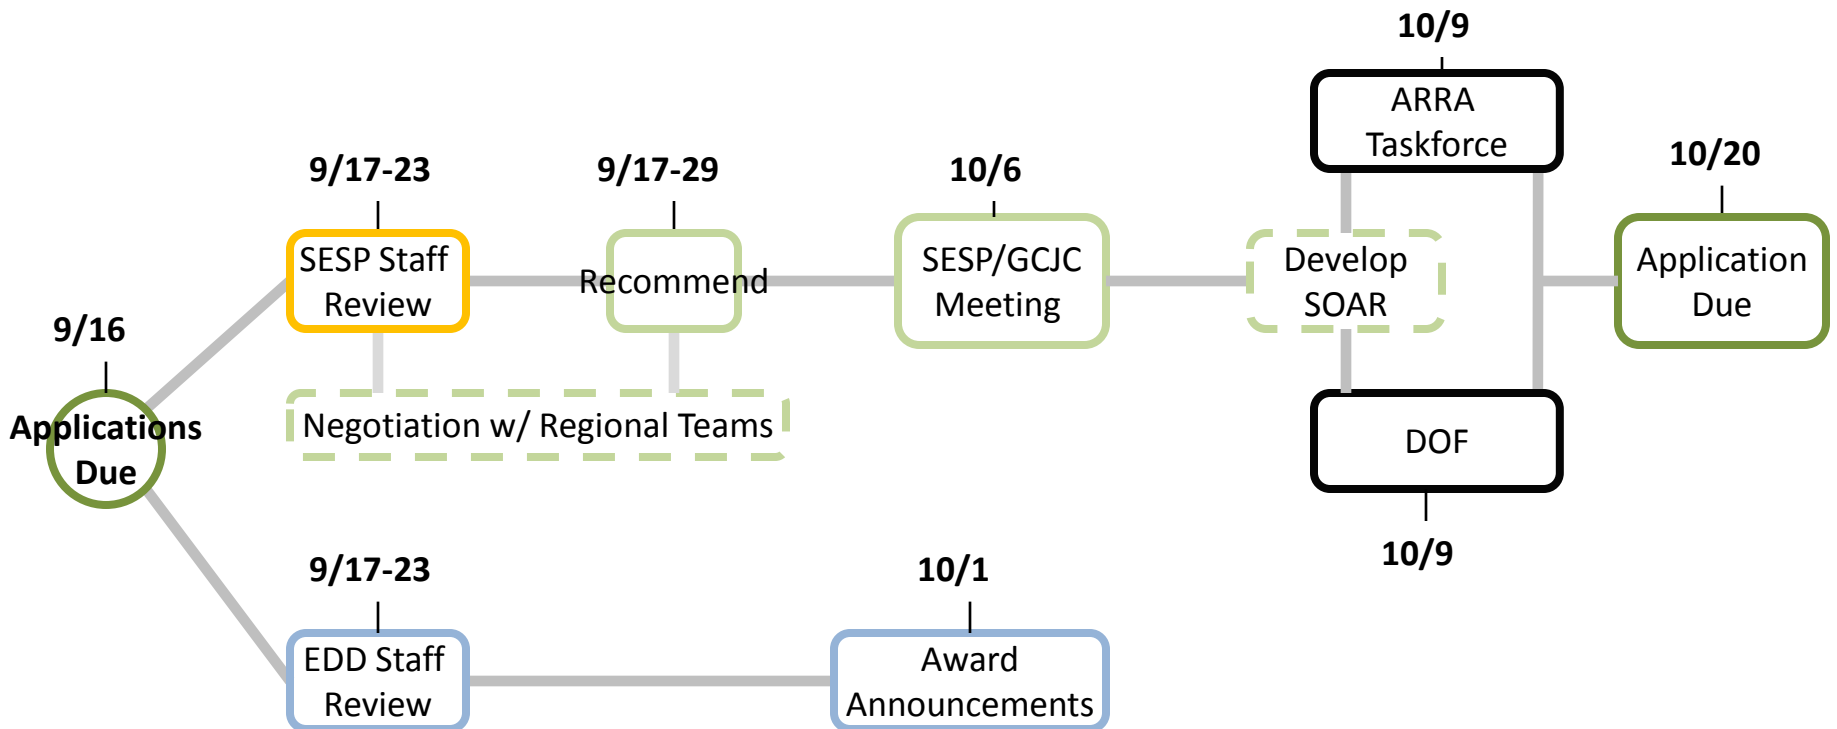 10/9
ARRA
Taskforce
9/17-23
9/17-29
10/6
10/20
SESP Staff
Review
Recommend
SESP/GCJC
Meeting
Develop
SOAR
Application
Due
9/16
Applications
Due
Negotiation w/ Regional Teams
DOF
10/9
9/17-23
10/1
EDD Staff
Review
Award
Announcements